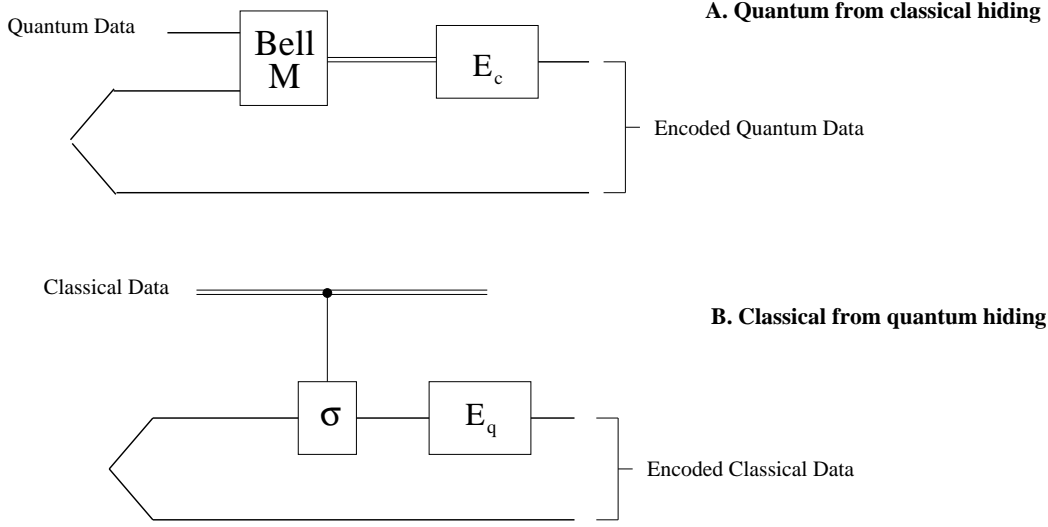 A. Quantum from classical hiding
Quantum Data
Bell
M
E_c
Encoded Quantum Data
Classical Data
B. Classical from quantum hiding
σ
E_q
Encoded Classical Data